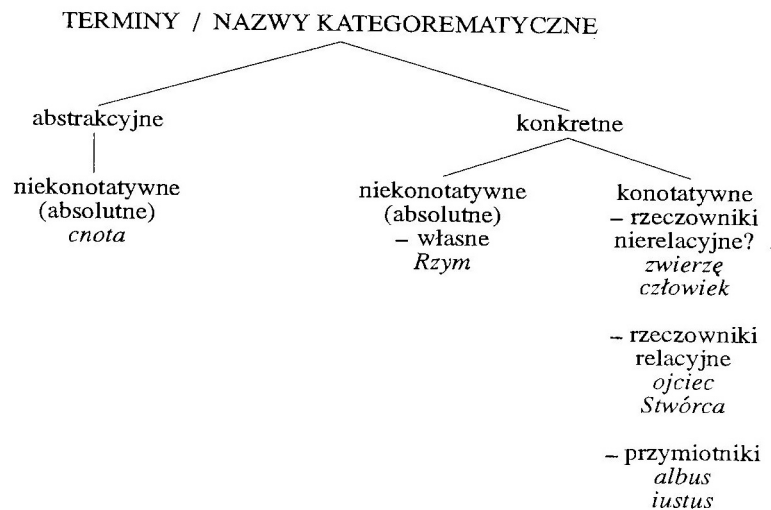 TERMINY / NAZWY KATEGOREMATYCZNE
abstrakcyjne
niekonotatywne
(absolutne)
cnota
konkretne
niekonotatywne
(absolutne)
– własne
Rzym
konotatywne
– rzeczowniki
nierelacyjne?
zwierzę
człowiek
– rzeczowniki
relacyjne
ojciec
Stwórca
– przymiotniki
albus
iustus